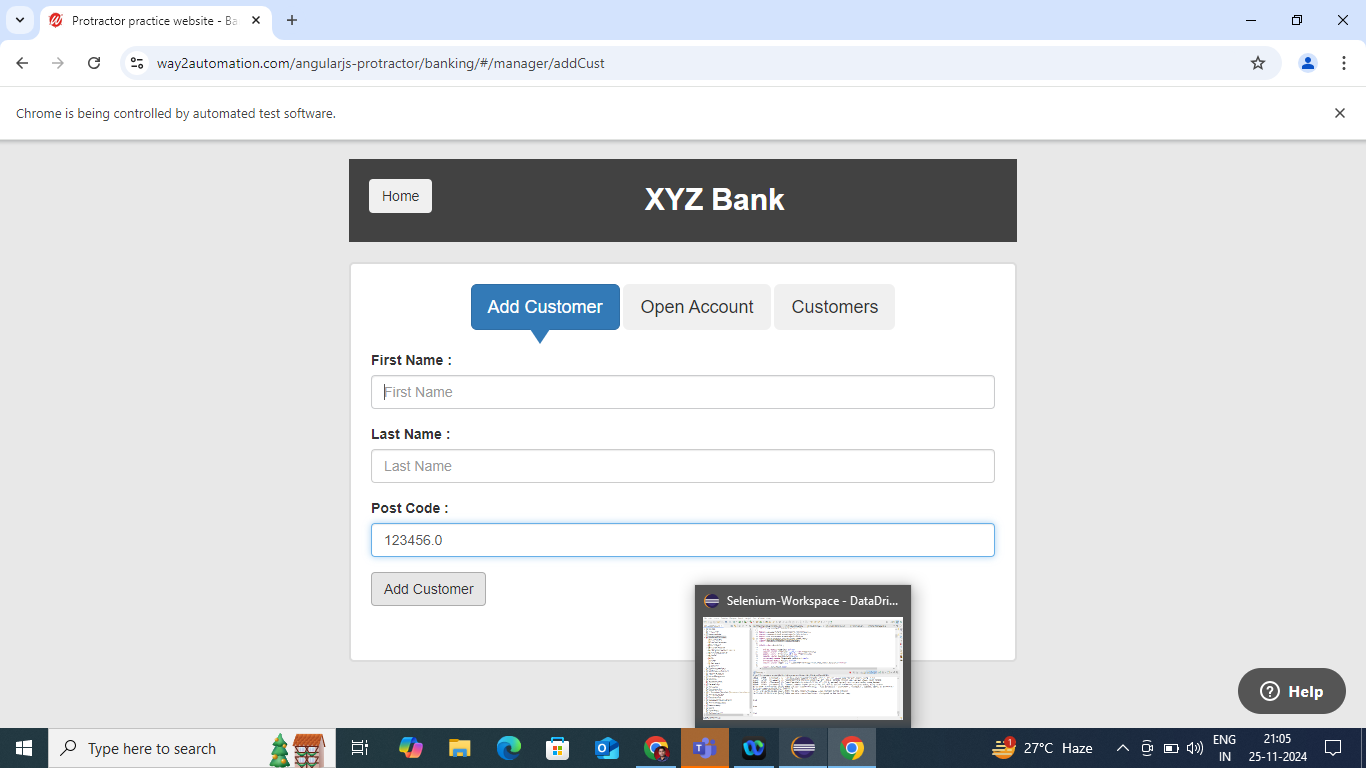 Protractor practice website - Ba
way2automation.com/angularjs-protractor/banking/#/manager/addCust
Chrome is being controlled by automated test software.
Home
XYZ Bank
Add Customer
Open Account
Customers
First Name :
First Name
Last Name :
Last Name
Post Code :
123456.0
Add Customer
Selenium-Workspace - DataDri...
Help
Type here to search
1
27°C Haze
ENG
IN
21:05
25-11-2024